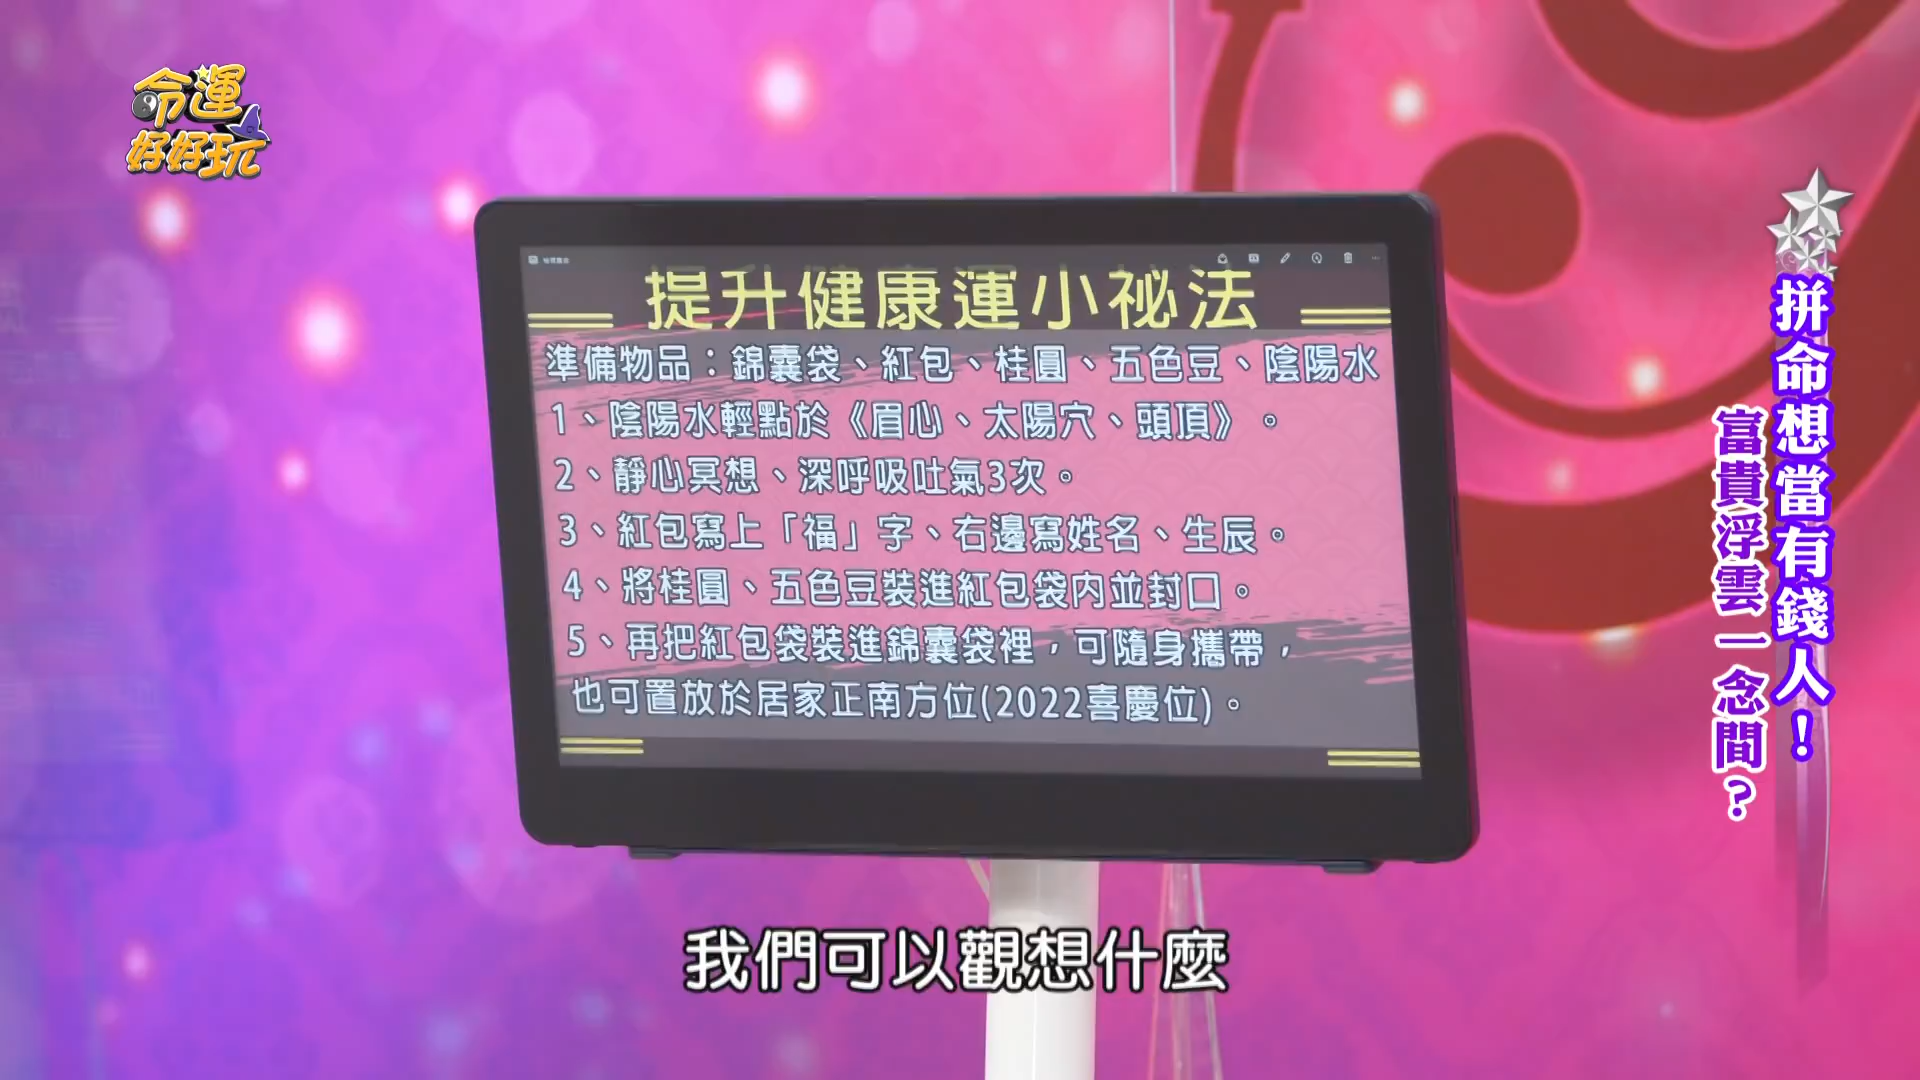 命運
好好玩
提升健康運小祕法
準備物品：錦囊袋、紅包、桂圓、五色豆、陰陽水
1、陰陽水輕點於《眉心、太陽穴、頭頂》。
2、靜心冥想、深呼吸吐氣3次。
3、紅包寫上「福」字、右邊寫姓名、生辰。
4、將桂圓、五色豆裝進紅包袋內並封口。
5、再把紅包袋裝進錦囊袋裡，可隨身攜帶，
也可置放於居家正南方位(2022喜慶位)。
拼命想當有錢人！
富貴浮雲一念間？
我們可以觀想什麼